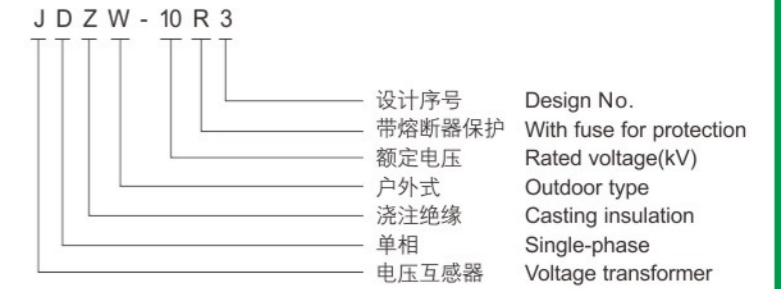 J D Z W - 10 R 3
设计序号 Design No.
带熔断器保护 With fuse for protection
额定电压 Rated voltage(kV)
户外式 Outdoor type
浇注绝缘 Casting insulation
单相 Single-phase
电压互感器 Voltage transformer